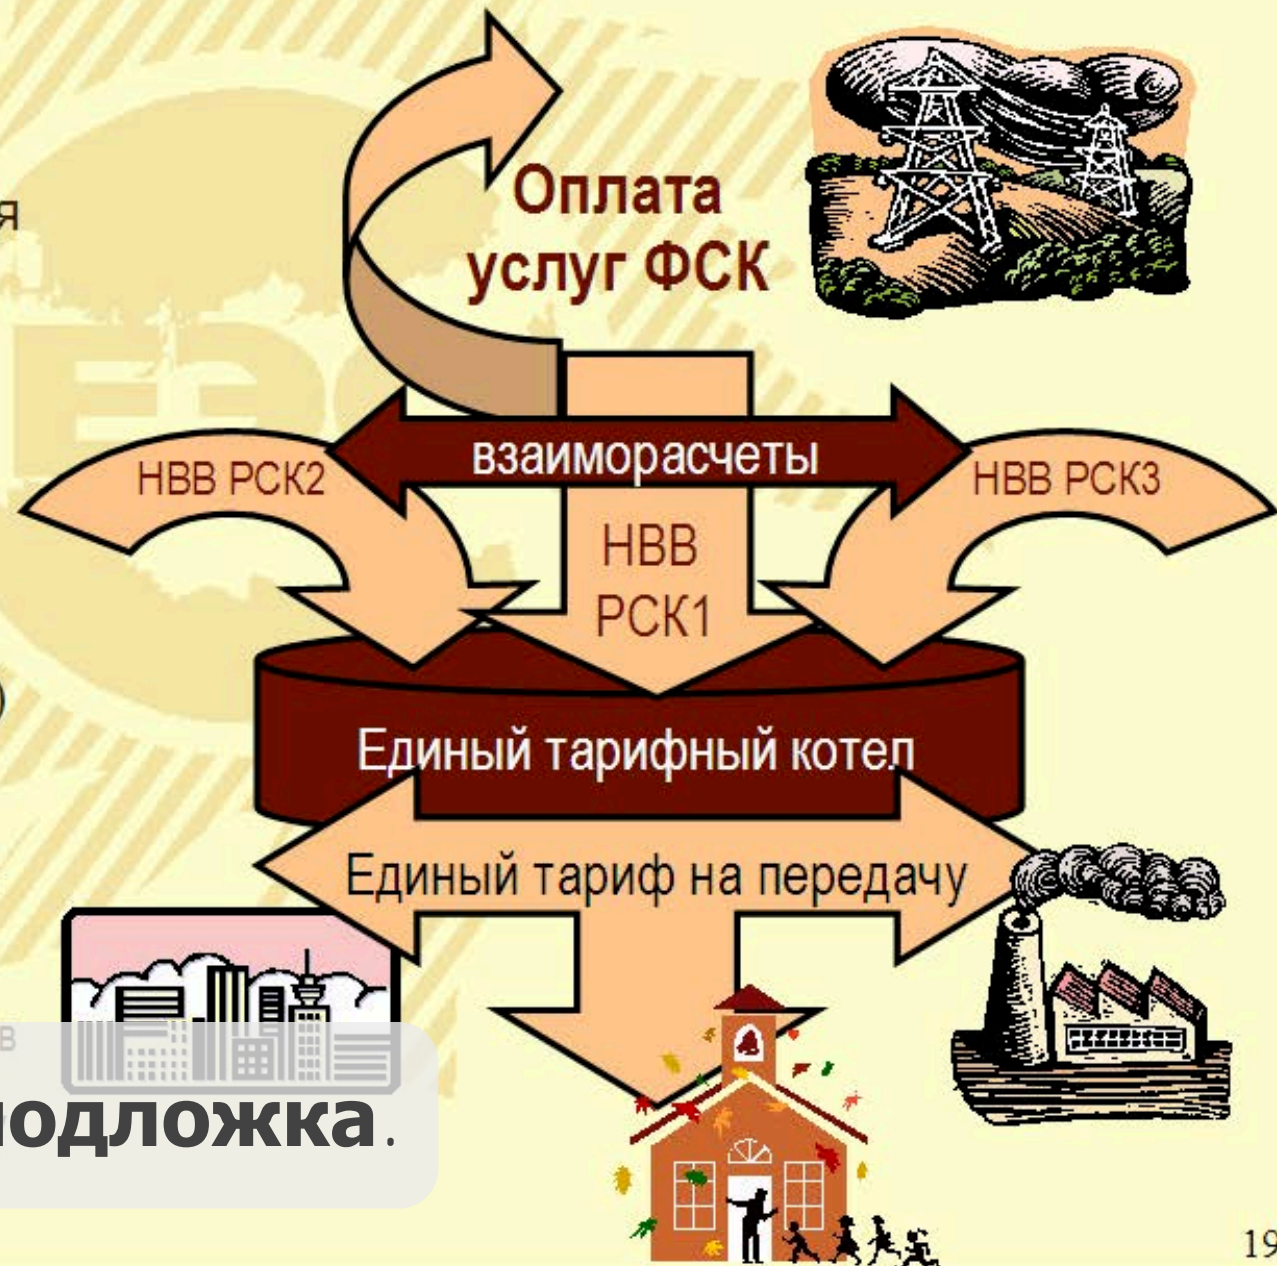 я
Оплата
услуг ФСК
взаиморасчеты
НВВ РСК2
НВВ РСК3
НВВ
РСК1
)
Единый тарифный котел
Единый тариф на передачу
в
подложка.
19